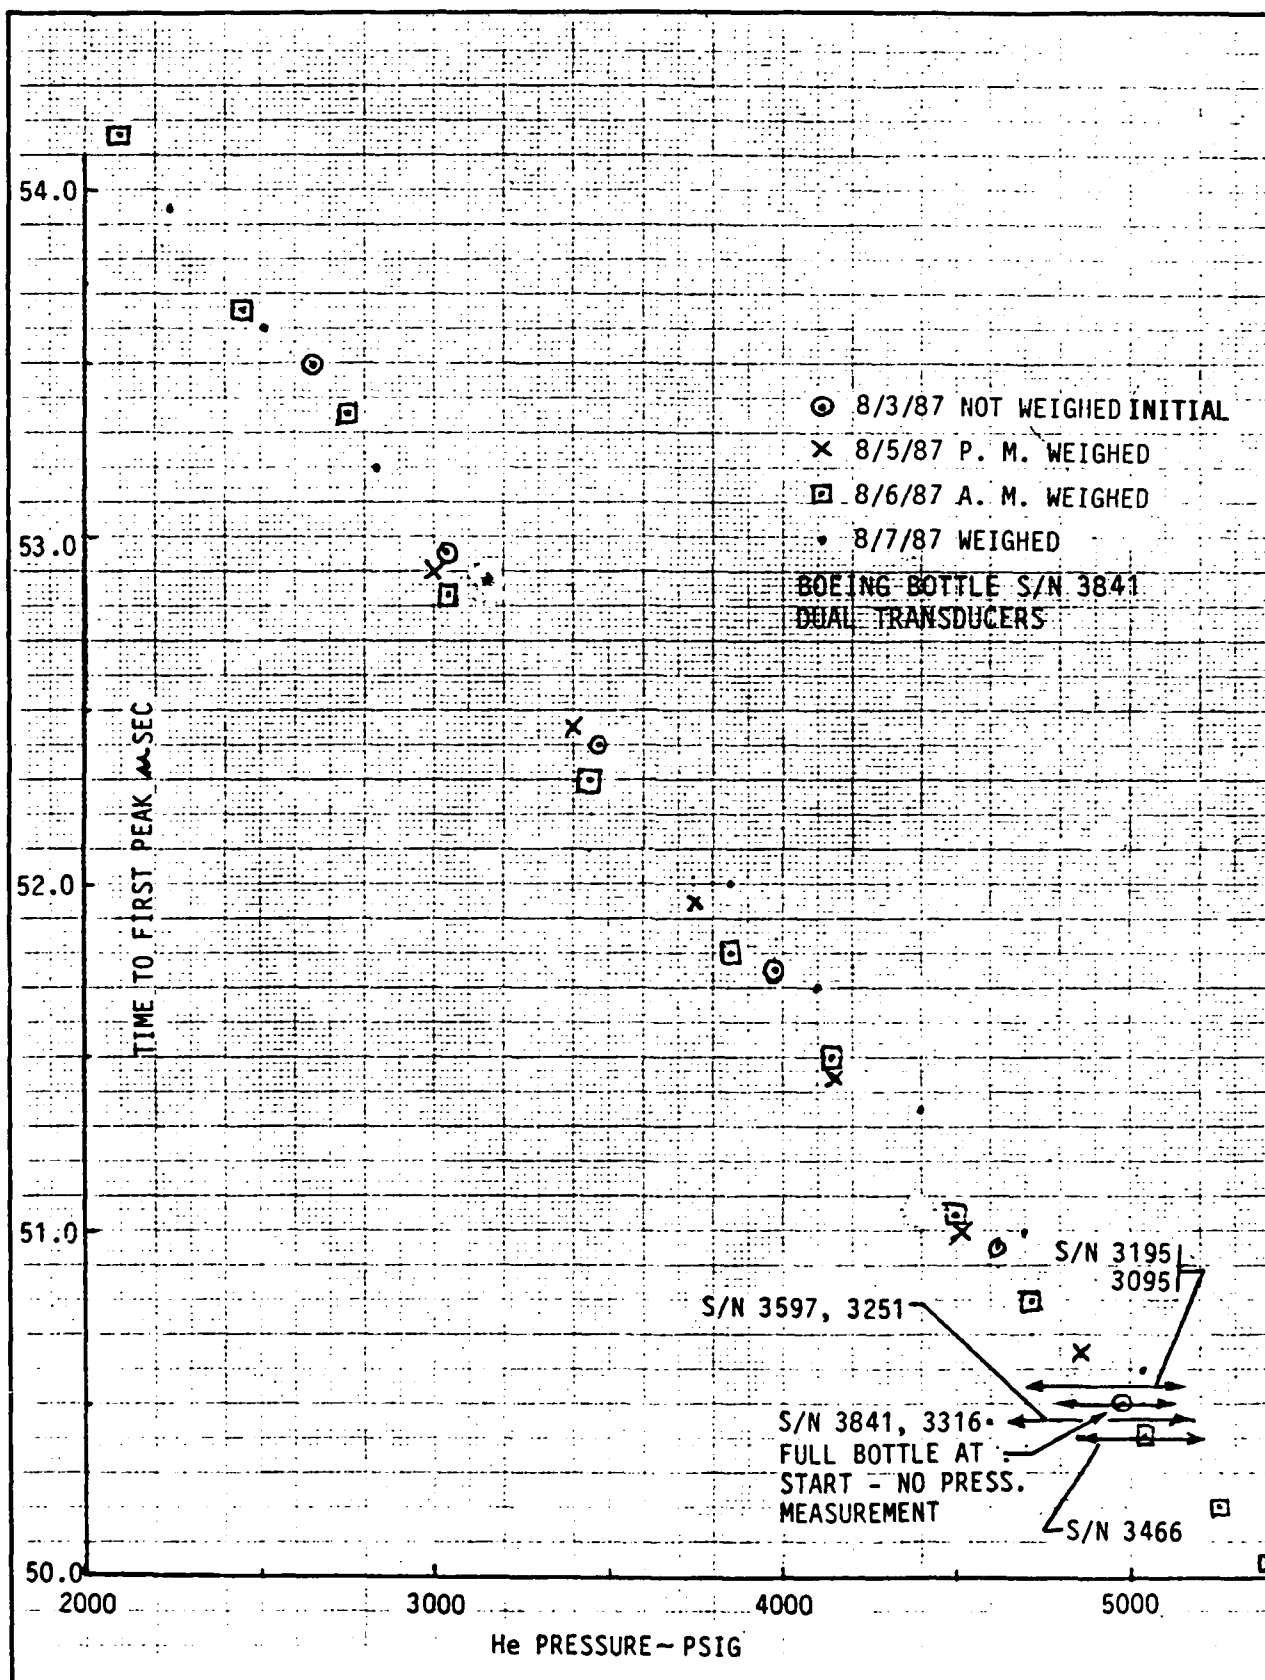 54.0
53.0
52.0
51.0
50.0
TIME TO FIRST PEAK μSEC
⊙ 8/3/87 NOT WEIGHED INITIAL
× 8/5/87 P. M. WEIGHED
⊡ 8/6/87 A. M. WEIGHED
• 8/7/87 WEIGHED
BOEING BOTTLE S/N 3841
DUAL TRANSDUCERS
S/N 3195
3095
S/N 3597, 3251
S/N 3841, 3316
FULL BOTTLE AT
START - NO PRESS.
MEASUREMENT
S/N 3466
2000 3000 4000 5000
He PRESSURE~PSIG